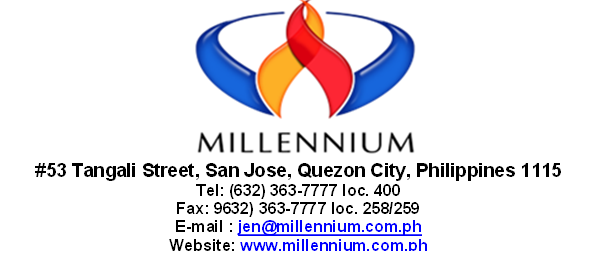 MILLENNIUM
#53 Tangali Street, San Jose, Quezon City, Philippines 1115
Tel: (632) 363-7777 loc. 400
Fax: 9632) 363-7777 loc. 258/259
E-mail : jen@millennium.com.ph
Website: www.millennium.com.ph